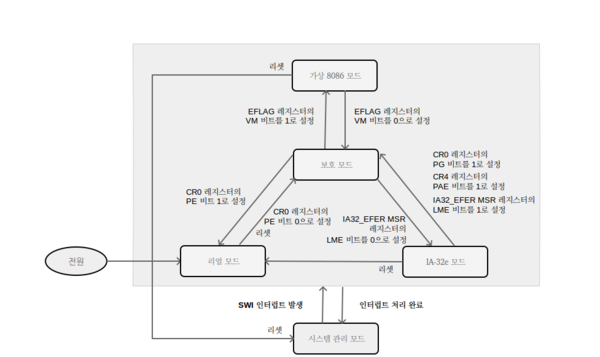 리셋
가상 8086 모드
EFLAG 레지스터의
VM 비트를 1로 설정
EFLAG 레지스터의
VM 비트를 0으로 설정
보호 모드
CR0 레지스터의
PG 비트를 1로 설정
CR4 레지스터의
PAE 비트를 1로 설정
IA32_EFER MSR 레지스터의
LME 비트를 1로 설정
CR0 레지스터의
PE 비트 1로 설정
CR0 레지스터의
PE 비트 0으로 설정
리셋
IA32_EFER MSR
레지스터의
LME 비트를 0으로 설정
전원
리얼 모드
리셋
IA-32e 모드
SWI 인터럽트 발생
인터럽트 처리 완료
리셋
시스템 관리 모드